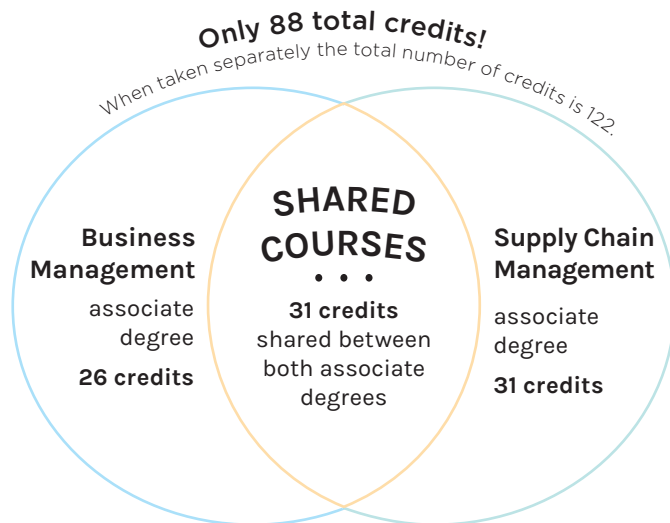 Only 88 total credits!
When taken separately the total number of credits is 122.
Business
Management
associate
degree
26 credits
SHARED
COURSES
• • •
31 credits
shared between
both associate
degrees
Supply Chain
Management
associate
degree
31 credits